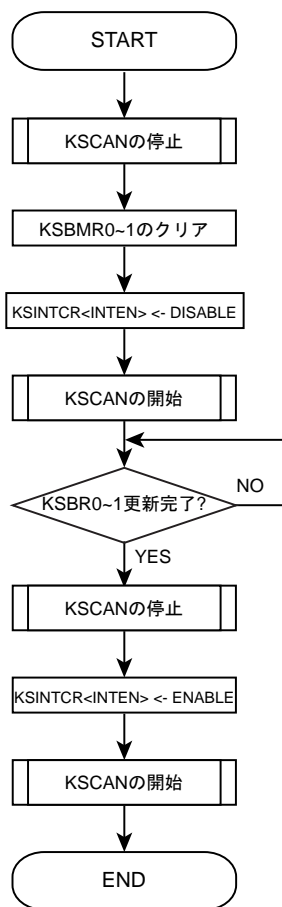 START
KSCANの停止
KSBMR0~1のクリア
KSINTCR<INTEN> <- DISABLE
KSCANの開始
KSBR0~1更新完了?
NO
YES
KSCANの停止
KSINTCR<INTEN> <- ENABLE
KSCANの開始
END